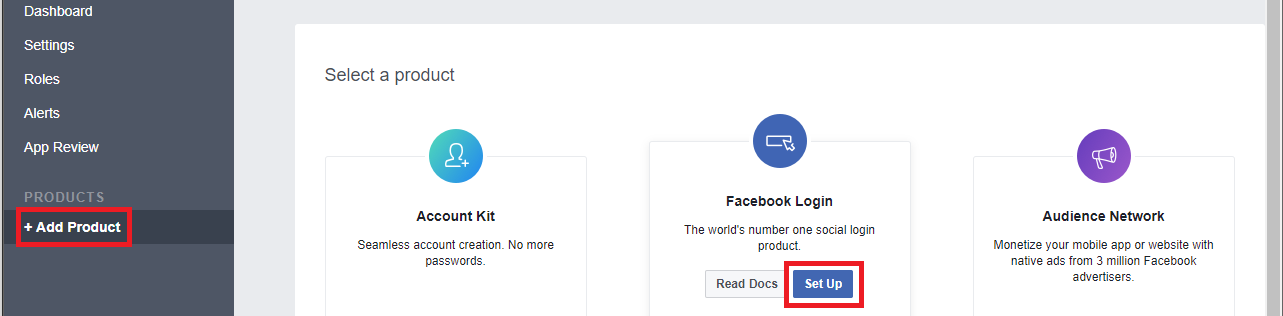 Dashboard
Settings
Roles
Alerts
App Review
PRODUCTS
+ Add Product
Select a product
Account Kit
Seamless account creation. No more
passwords.
Facebook Login
The world's number one social login
product.
Read Docs
Set Up
Audience Network
Monetize your mobile app or website with
native ads from 3 million Facebook
advertisers.